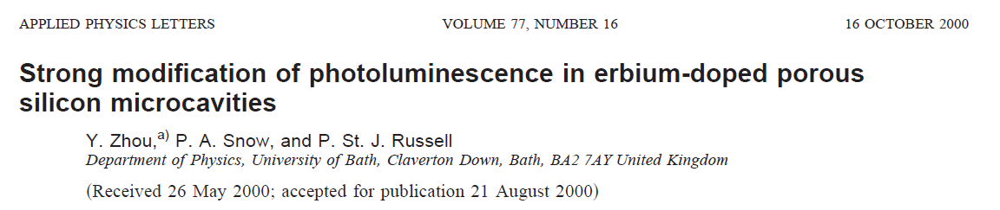 APPLIED PHYSICS LETTERS VOLUME 77, NUMBER 16 16 OCTOBER 2000
Strong modification of photoluminescence in erbium-doped porous
silicon microcavities
Y. Zhou,a) P. A. Snow, and P. St. J. Russell
Department of Physics, University of Bath, Claverton Down, Bath, BA2 7AY United Kingdom
(Received 26 May 2000; accepted for publication 21 August 2000)